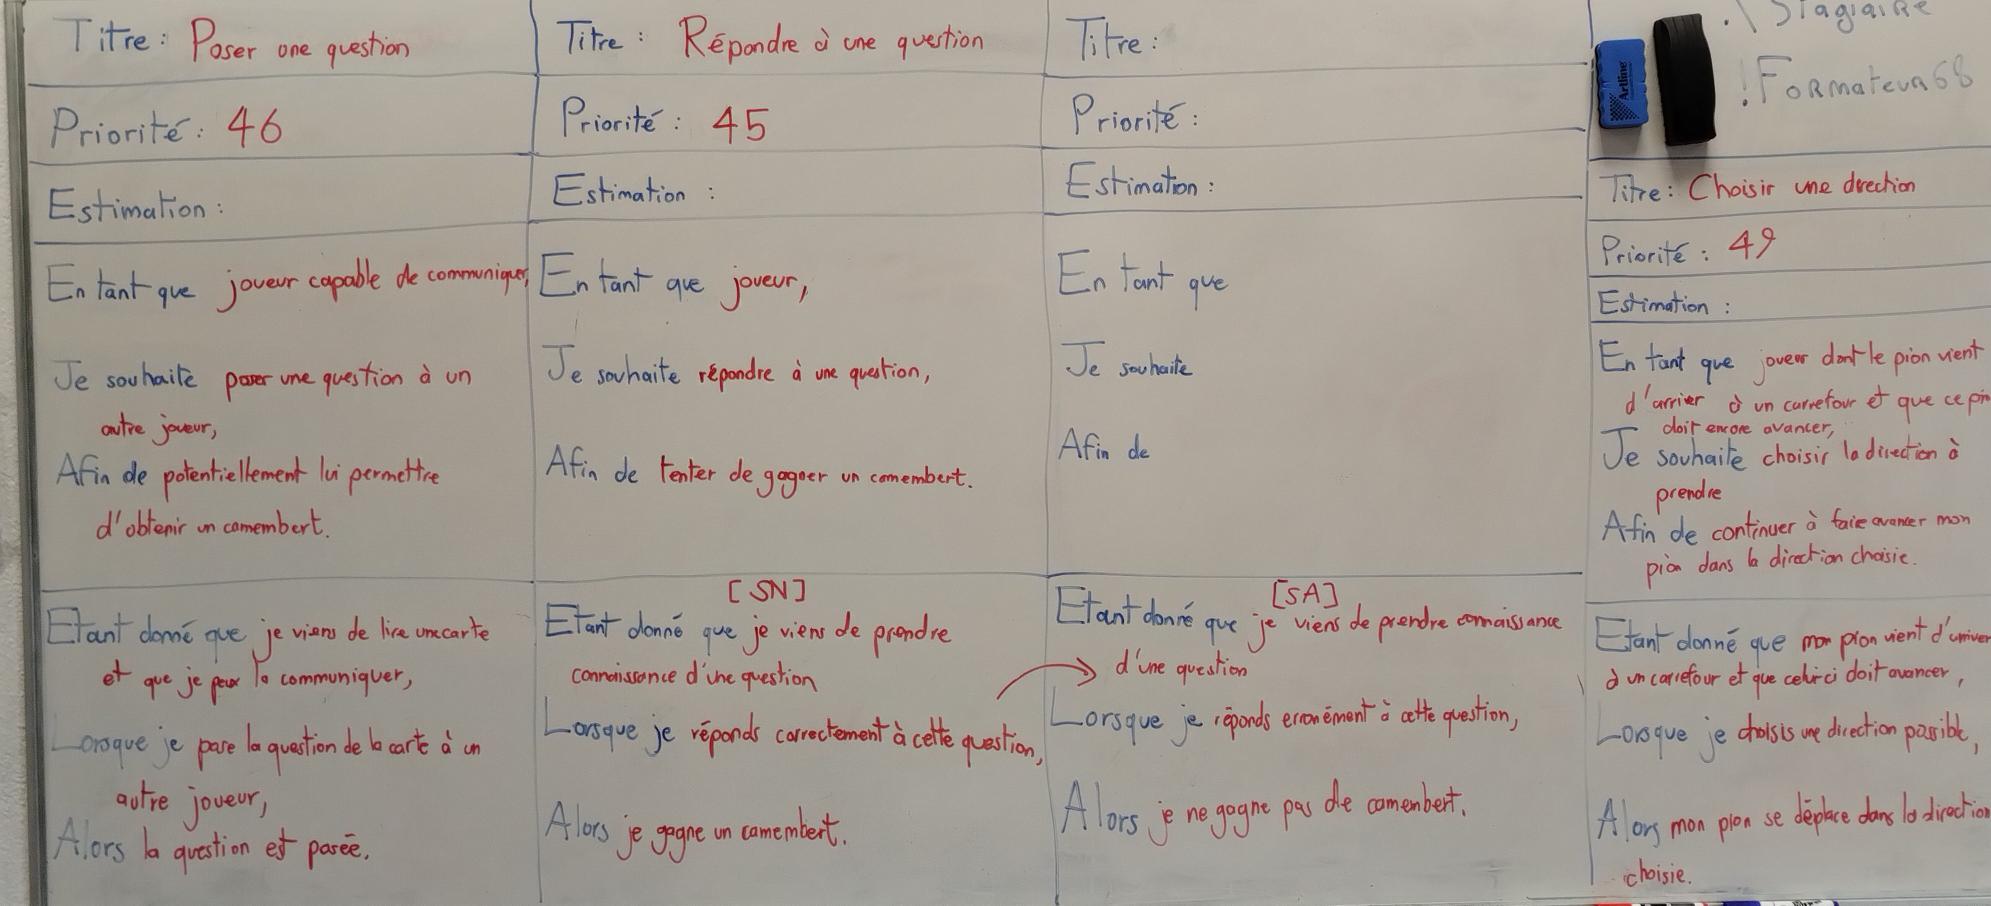 Titre : Poser une question
Priorité : 46
Estimation :
En tant que joueur capable de communiquer,
Je souhaite poser une question à un
autre joueur,
Afin de potentiellement lui permettre
d'obtenir un camembert.
Etant donné que je viens de lire une carte
et que je peux la communiquer,
Lorsque je pose la question de la carte à un
autre joueur,
Alors la question est posée.
Titre : Répondre à une question
Priorité : 45
Estimation :
En tant que joueur,
Je souhaite répondre à une question,
Afin de tenter de gagner un camembert.
[SN]
Etant donné que je viens de prendre
connaissance d'une question
Lorsque je réponds correctement à cette question,
Alors je gagne un camembert.
Titre :
Priorité :
Estimation :
En tant que
Je souhaite
Afin de
[SA]
Etant donné que je viens de prendre connaissance
d'une question
Lorsque je réponds erronément à cette question,
Alors je ne gagne pas de camembert.
.\Stagiaire
!Formateur68
Artline
Titre : Choisir une direction
Priorité : 49
Estimation :
En tant que joueur dont le pion vient
d'arriver à un carrefour et que ce
doit encore avancer,
Je souhaite choisir la direction à
prendre
Afin de continuer à faire avancer mon
pion dans la direction choisie.
Etant donné que mon pion vient d'arriver
à un carrefour et que celui-ci doit avancer,
Lorsque je choisis une direction possible,
Alors mon pion se déplace dans la direction
choisie.